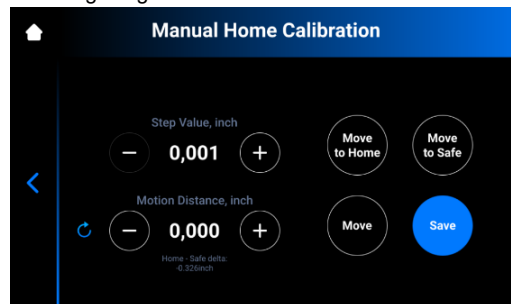 Manual Home Calibration
Step Value, inch
− 0,001 +
Move
to Home
Move
to Safe
Motion Distance, inch
− 0,000 +
Home - Safe delta:
-0.326inch
Move
Save